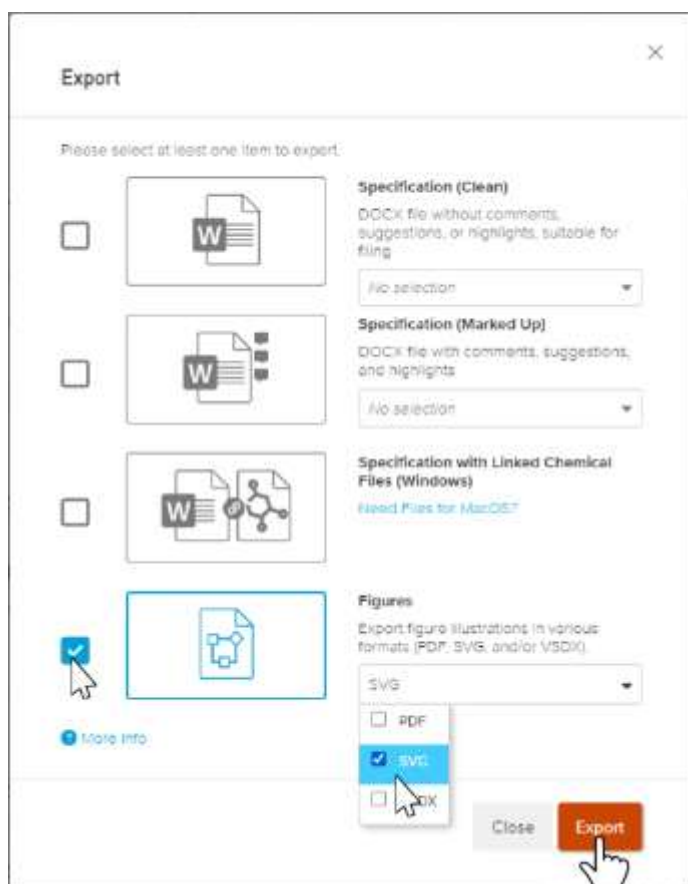 Export
Please select at least one item to export.
Specification (Clean)
DOCX file without comments,
suggestions, or highlights, suitable for
filing
No selection
Specification (Marked Up)
DOCX file with comments, suggestions,
and highlights
No selection
Specification with Linked Chemical
Files (Windows)
Need Files for MacOS?
Figures
Export figure illustrations in various
formats (PDF, SVG, and/or VSDX).
SVG
PDF
SVG
More Info
Close
Export